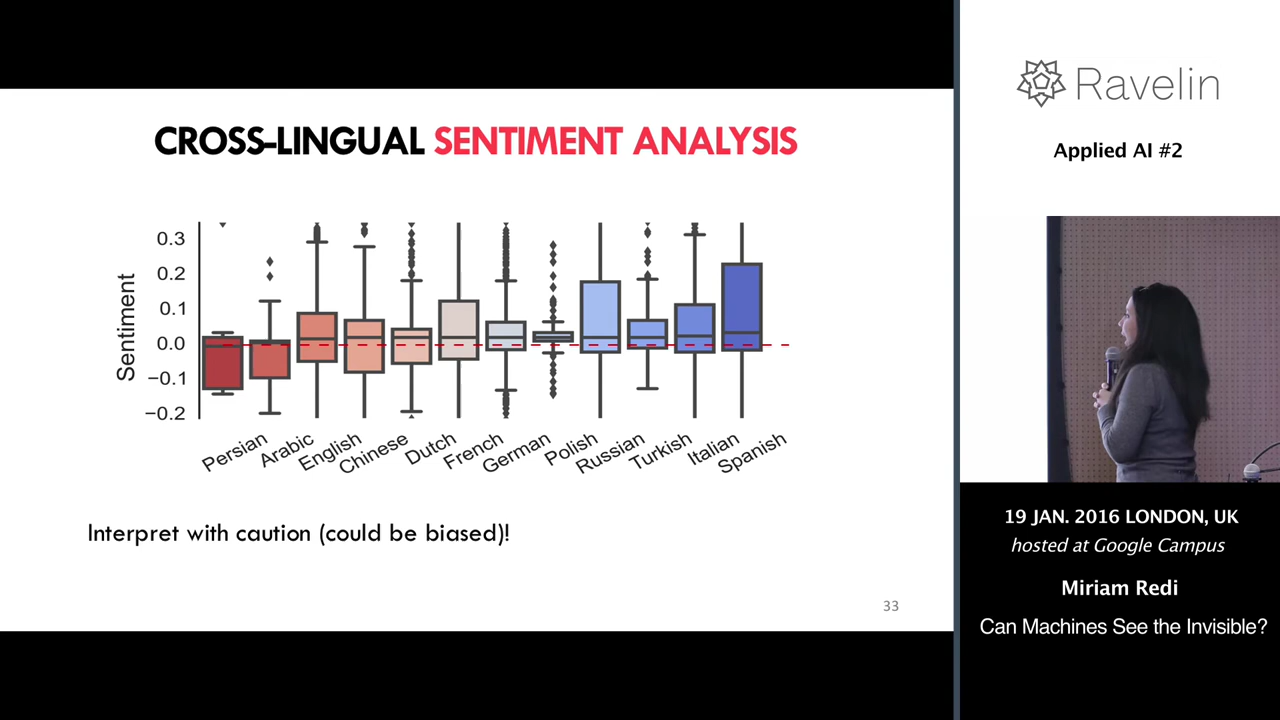 CROSS-LINGUAL SENTIMENT ANALYSIS
Sentiment
0.3
0.2
0.1
0.0
−0.1
−0.2
Persian
Arabic
English
Chinese
Dutch
French
German
Polish
Russian
Turkish
Italian
Spanish
Interpret with caution (could be biased)!
33
Ravelin
Applied AI #2
19 JAN. 2016 LONDON, UK
hosted at Google Campus
Miriam Redi
Can Machines See the Invisible?